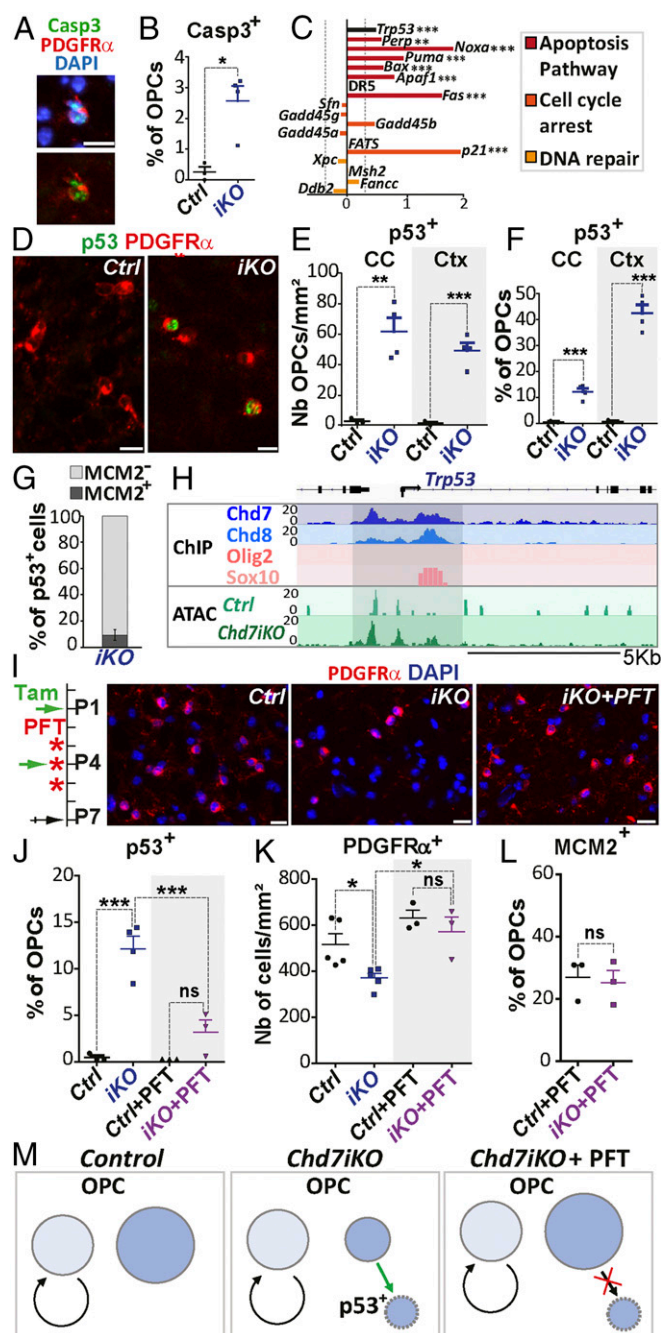 A
Casp3
PDGFRα
DAPI
B
Casp3+
% of OPCs
4
3
2
1
0
*
Ctrl
iKO
C
Trp53 ***
Perp **
Noxa ***
Puma ***
Bax ***
Apaf1 ***
DR5
Fas ***
Sfn
Gadd45g
Gadd45b
Gadd45a
FATS
p21 ***
Xpc
Msh2
Fancc
Ddb2
0 1 2
Apoptosis
Pathway
Cell cycle
arrest
DNA repair
D
p53 PDGFRα
Ctrl
iKO
E
p53+
CC Ctx
Nb OPCs/mm²
100
80
60
40
20
0
**
***
Ctrl
iKO
Ctrl
iKO
F
p53+
CC Ctx
% of OPCs
50
40
30
20
10
0
***
***
Ctrl
iKO
Ctrl
iKO
G
MCM2-
MCM2+
% of p53+ cells
100
80
60
40
20
0
iKO
H
Trp53
ChIP
Chd7
Chd8
Olig2
Sox10
ATAC
Ctrl
Chd7iKO
20
0
20
0
20
0
20
0
5Kb
I
Tam
PFT
*
*
*
P1
P4
P7
PDGFRα DAPI
Ctrl
iKO
iKO+PFT
J
p53+
% of OPCs
20
15
10
5
0
***
***
ns
Ctrl
iKO
Ctrl+PFT
iKO+PFT
K
PDGFRα+
Nb of cells/mm²
800
600
400
200
0
*
*
ns
Ctrl
iKO
Ctrl+PFT
iKO+PFT
L
MCM2+
% of OPCs
60
40
20
0
ns
Ctrl+PFT
iKO+PFT
M
Control
OPC
Chd7iKO
OPC
p53+
Chd7iKO + PFT
OPC